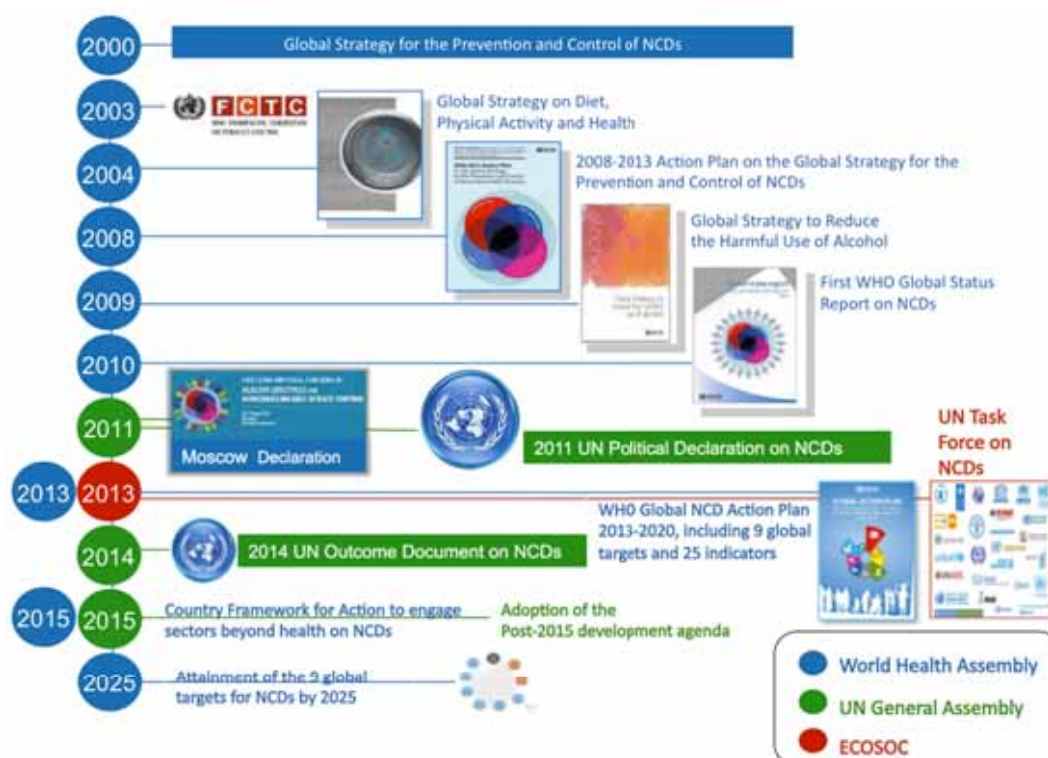 2000
Global Strategy for the Prevention and Control of NCDs
2003
FCTC
Global Strategy on Diet,
Physical Activity and Health
2004
2008-2013 Action Plan on the Global Strategy for the
Prevention and Control of NCDs
2008
Global Strategy to Reduce
the Harmful Use of Alcohol
2009
First WHO Global Status
Report on NCDs
2010
2011
Moscow Declaration
2011 UN Political Declaration on NCDs
UN Task
Force on
NCDs
2013
2013
WHO Global NCD Action Plan
2013-2020, including 9 global
targets and 25 indicators
2014
2014 UN Outcome Document on NCDs
2015
2015
Country Framework for Action to engage
sectors beyond health on NCDs
Adoption of the
Post-2015 development agenda
2025
Attainment of the 9 global
targets for NCDs by 2025
World Health Assembly
UN General Assembly
ECOSOC